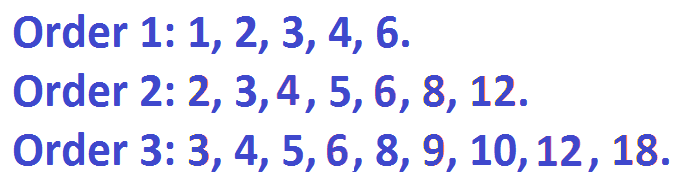 Order 1: 1, 2, 3, 4, 6.
Order 2: 2, 3, 4, 5, 6, 8, 12.
Order 3: 3, 4, 5, 6, 8, 9, 10, 12, 18.